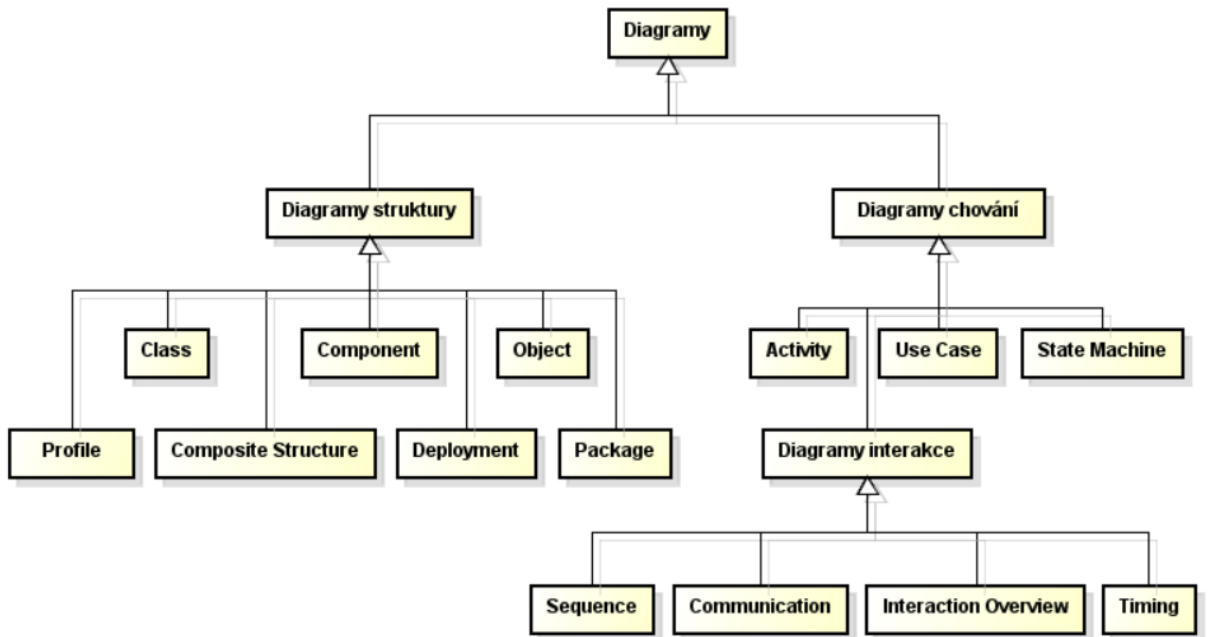 Diagramy
Diagramy struktury
Diagramy chování
Class
Component
Object
Activity
Use Case
State Machine
Profile
Composite Structure
Deployment
Package
Diagramy interakce
Sequence
Communication
Interaction Overview
Timing